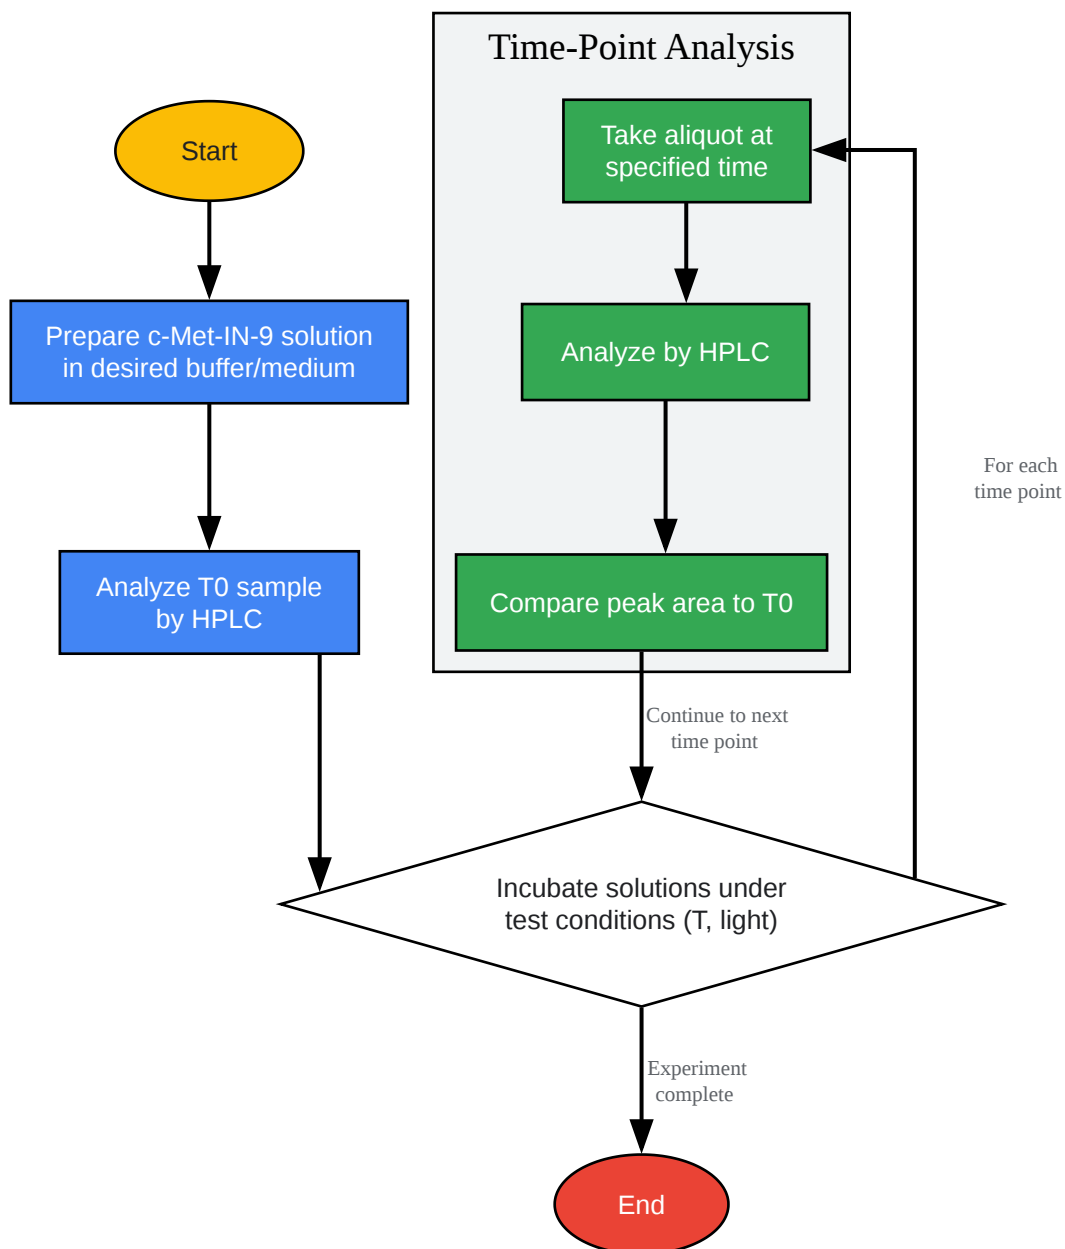 Start
Prepare c-Met-IN-9 solution
in desired buffer/medium
Analyze T0 sample
by HPLC
Time-Point Analysis
Take aliquot at
specified time
Analyze by HPLC
Compare peak area to T0
For each
time point
Continue to next
time point
Incubate solutions under
test conditions (T, light)
Experiment
complete
End